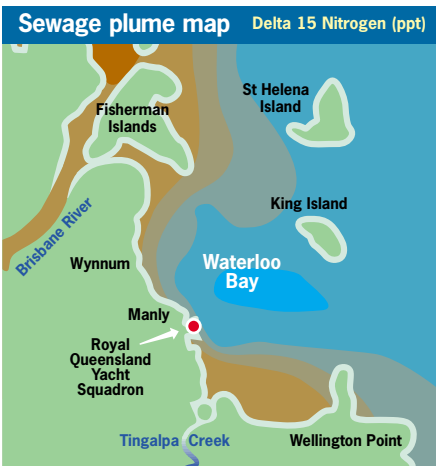 Sewage plume map Delta 15 Nitrogen (ppt)
St Helena
Island
Fisherman
Islands
King Island
Brisbane River
Wynnum
Waterloo
Bay
Manly
Royal
Queensland
Yacht
Squadron
Tingalpa Creek
Wellington Point